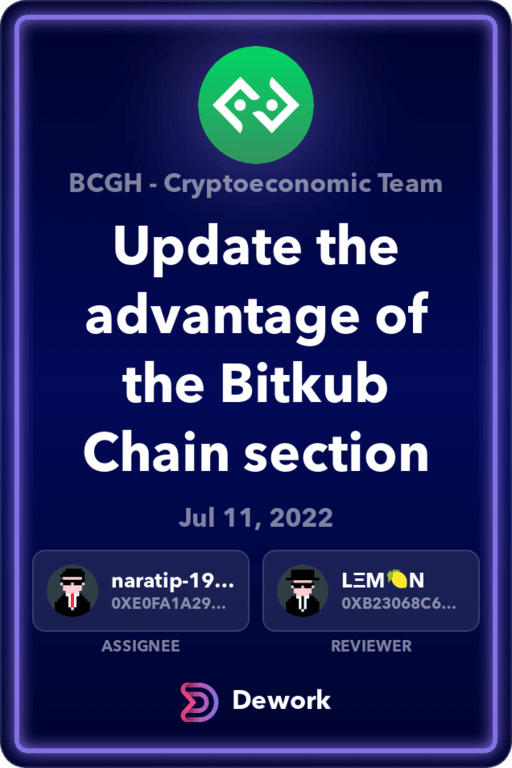 BCGH - Cryptoeconomic Team
Update the
advantage of
the Bitkub
Chain section
Jul 11, 2022
naratip-19...
0XE0FA1A29...
ASSIGNEE
LΞM🍋N
0XB23068C6...
REVIEWER
Dework